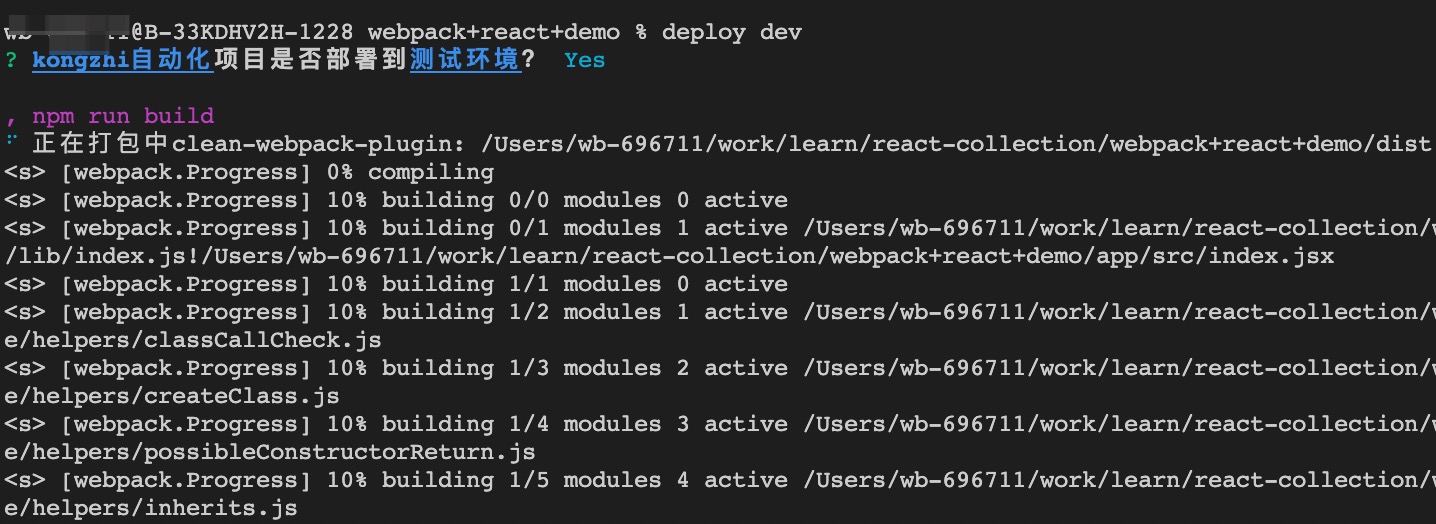 @B-33KDHV2H-1228 webpack+react+demo % deploy dev
? kongzhi自动化项目是否部署到测试环境? Yes
, npm run build
⠋ 正在打包中clean-webpack-plugin: /Users/wb-696711/work/learn/react-collection/webpack+react+demo/dist
<s> [webpack.Progress] 0% compiling
<s> [webpack.Progress] 10% building 0/0 modules 0 active
<s> [webpack.Progress] 10% building 0/1 modules 1 active /Users/wb-696711/work/learn/react-collection/w
/lib/index.js!/Users/wb-696711/work/learn/react-collection/webpack+react+demo/app/src/index.jsx
<s> [webpack.Progress] 10% building 1/1 modules 0 active
<s> [webpack.Progress] 10% building 1/2 modules 1 active /Users/wb-696711/work/learn/react-collection/w
e/helpers/classCallCheck.js
<s> [webpack.Progress] 10% building 1/3 modules 2 active /Users/wb-696711/work/learn/react-collection/w
e/helpers/createClass.js
<s> [webpack.Progress] 10% building 1/4 modules 3 active /Users/wb-696711/work/learn/react-collection/w
e/helpers/possibleConstructorReturn.js
<s> [webpack.Progress] 10% building 1/5 modules 4 active /Users/wb-696711/work/learn/react-collection/w
e/helpers/inherits.js